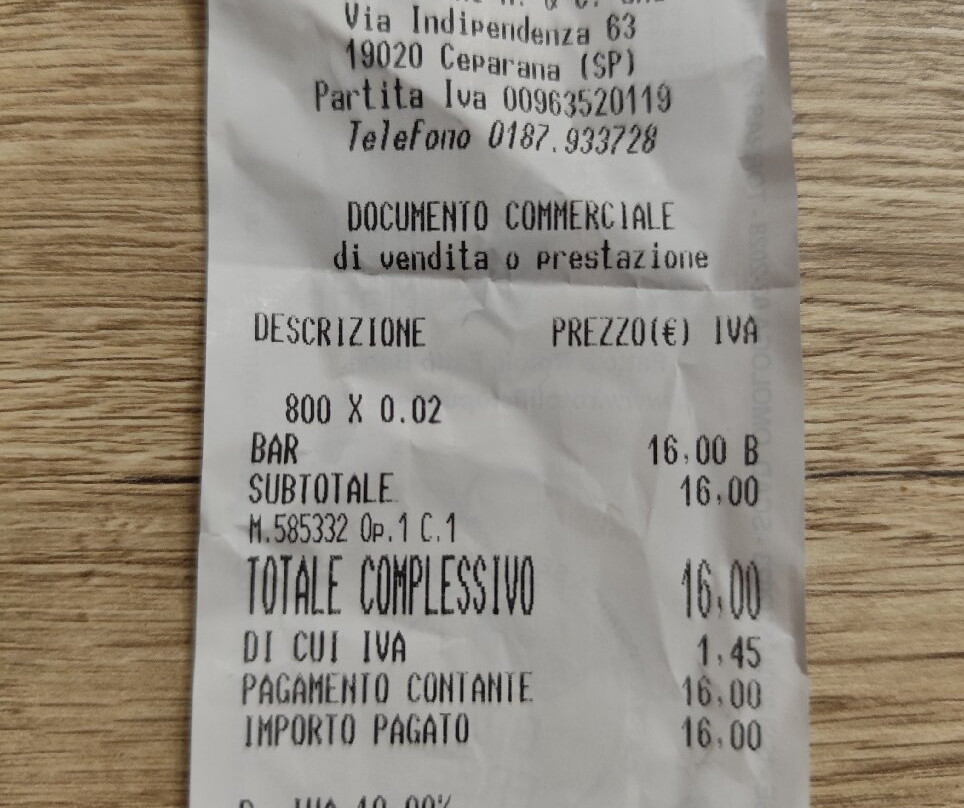 Via Indipendenza 63
19020 Ceparana (SP)
Partita Iva 00963520119
Telefono 0187.933728
DOCUMENTO COMMERCIALE
di vendita o prestazione
DESCRIZIONE PREZZO(€) IVA
800 X 0.02
BAR 16,00 B
SUBTOTALE 16,00
M.585332 Op.1 C.1
TOTALE COMPLESSIVO 16,00
DI CUI IVA 1,45
PAGAMENTO CONTANTE 16,00
IMPORTO PAGATO 16,00